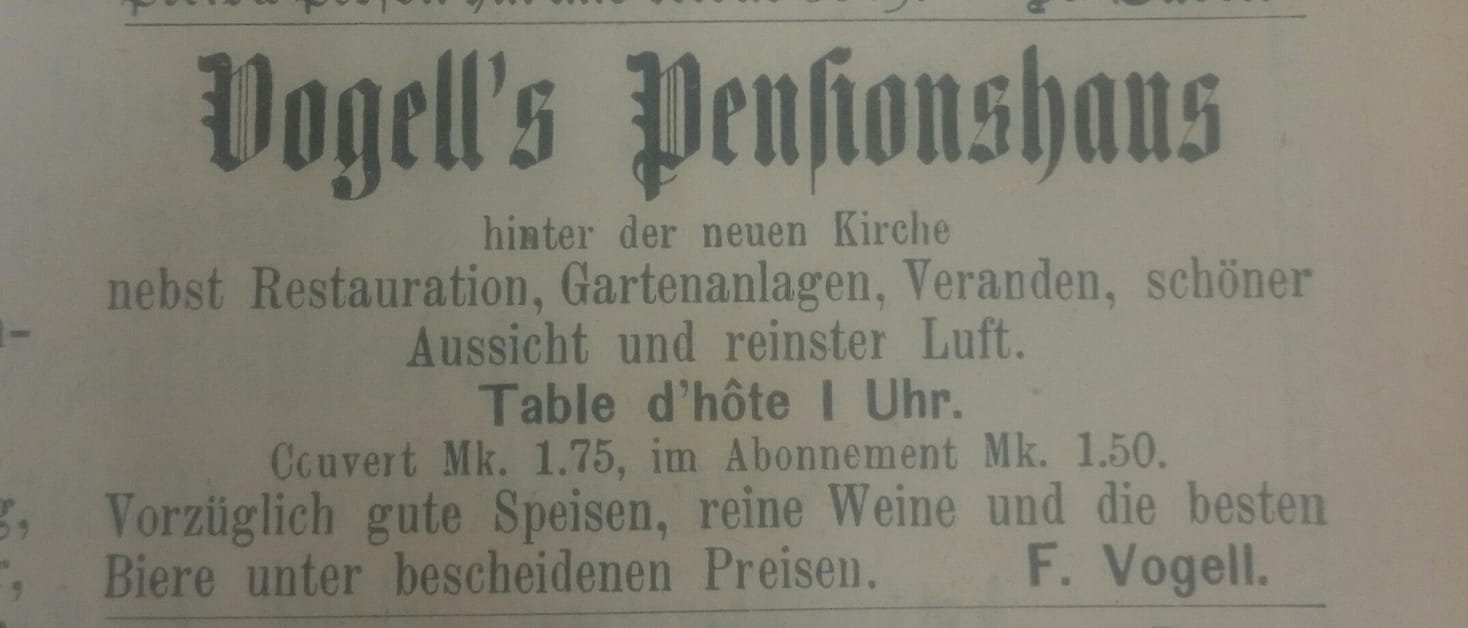 Vogell's Pensionshaus
hinter der neuen Kirche
nebst Restauration, Gartenanlagen, Veranden, schöner
Aussicht und reinster Luft.
Table d'hôte 1 Uhr.
Couvert Mk. 1.75, im Abonnement Mk. 1.50.
Vorzüglich gute Speisen, reine Weine und die besten
Biere unter bescheidenen Preisen. F. Vogell.